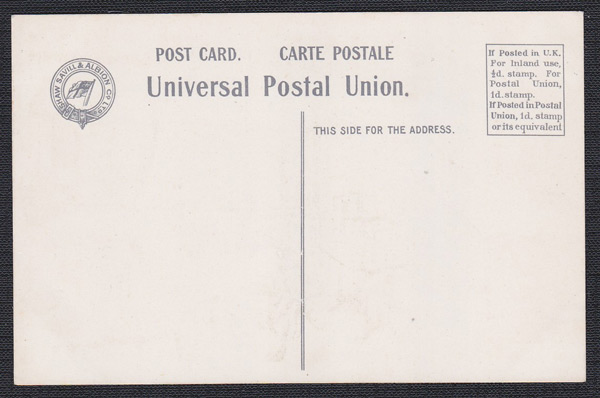 POST CARD. CARTE POSTALE
SHAW SAVILL & ALBION CO LTD
Universal Postal Union.
THIS SIDE FOR THE ADDRESS.
If Posted in U.K.
For Inland use,
½d. stamp. For
Postal Union,
1d. stamp.
If Posted in Postal
Union, 1d. stamp
or its equivalent